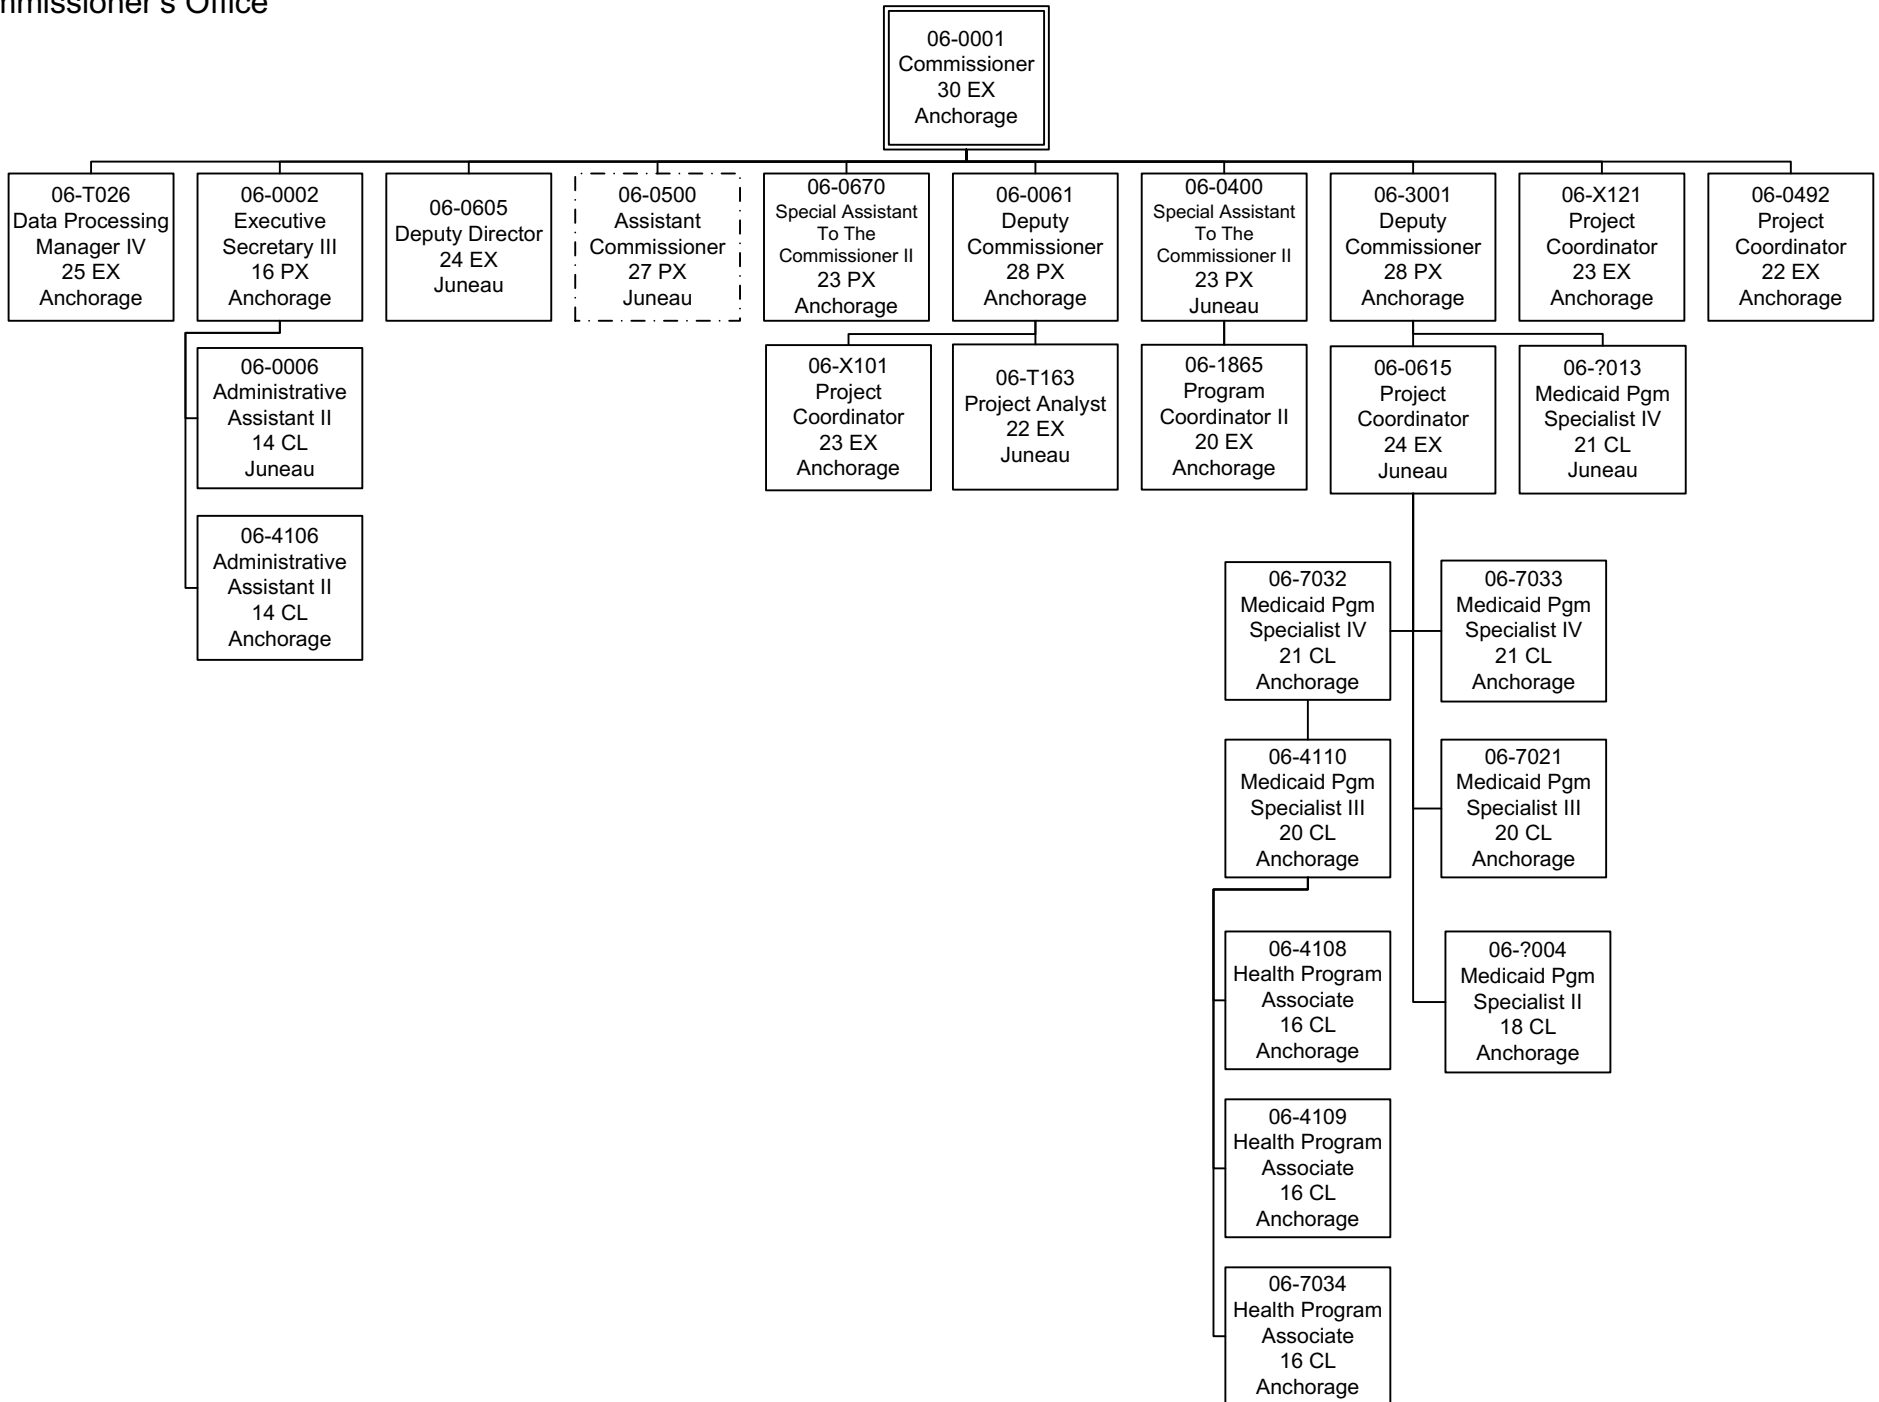 mmissioner's Office
06-0001
Commissioner
30 EX
Anchorage
06-T026
Data Processing
Manager IV
25 EX
Anchorage
06-0002
Executive
Secretary III
16 PX
Anchorage
06-0605
Deputy Director
24 EX
Juneau
06-0500
Assistant
Commissioner
27 PX
Juneau
06-0670
Special Assistant
To The
Commissioner II
23 PX
Anchorage
06-0061
Deputy
Commissioner
28 PX
Anchorage
06-0400
Special Assistant
To The
Commissioner II
23 PX
Juneau
06-3001
Deputy
Commissioner
28 PX
Anchorage
06-X121
Project
Coordinator
23 EX
Anchorage
06-0492
Project
Coordinator
22 EX
Anchorage
06-0006
Administrative
Assistant II
14 CL
Juneau
06-X101
Project
Coordinator
23 EX
Anchorage
06-T163
Project Analyst
22 EX
Juneau
06-1865
Program
Coordinator II
20 EX
Anchorage
06-0615
Project
Coordinator
24 EX
Juneau
06-?013
Medicaid Pgm
Specialist IV
21 CL
Juneau
06-4106
Administrative
Assistant II
14 CL
Anchorage
06-7032
Medicaid Pgm
Specialist IV
21 CL
Anchorage
06-7033
Medicaid Pgm
Specialist IV
21 CL
Anchorage
06-4110
Medicaid Pgm
Specialist III
20 CL
Anchorage
06-7021
Medicaid Pgm
Specialist III
20 CL
Anchorage
06-4108
Health Program
Associate
16 CL
Anchorage
06-?004
Medicaid Pgm
Specialist II
18 CL
Anchorage
06-4109
Health Program
Associate
16 CL
Anchorage
06-7034
Health Program
Associate
16 CL
Anchorage